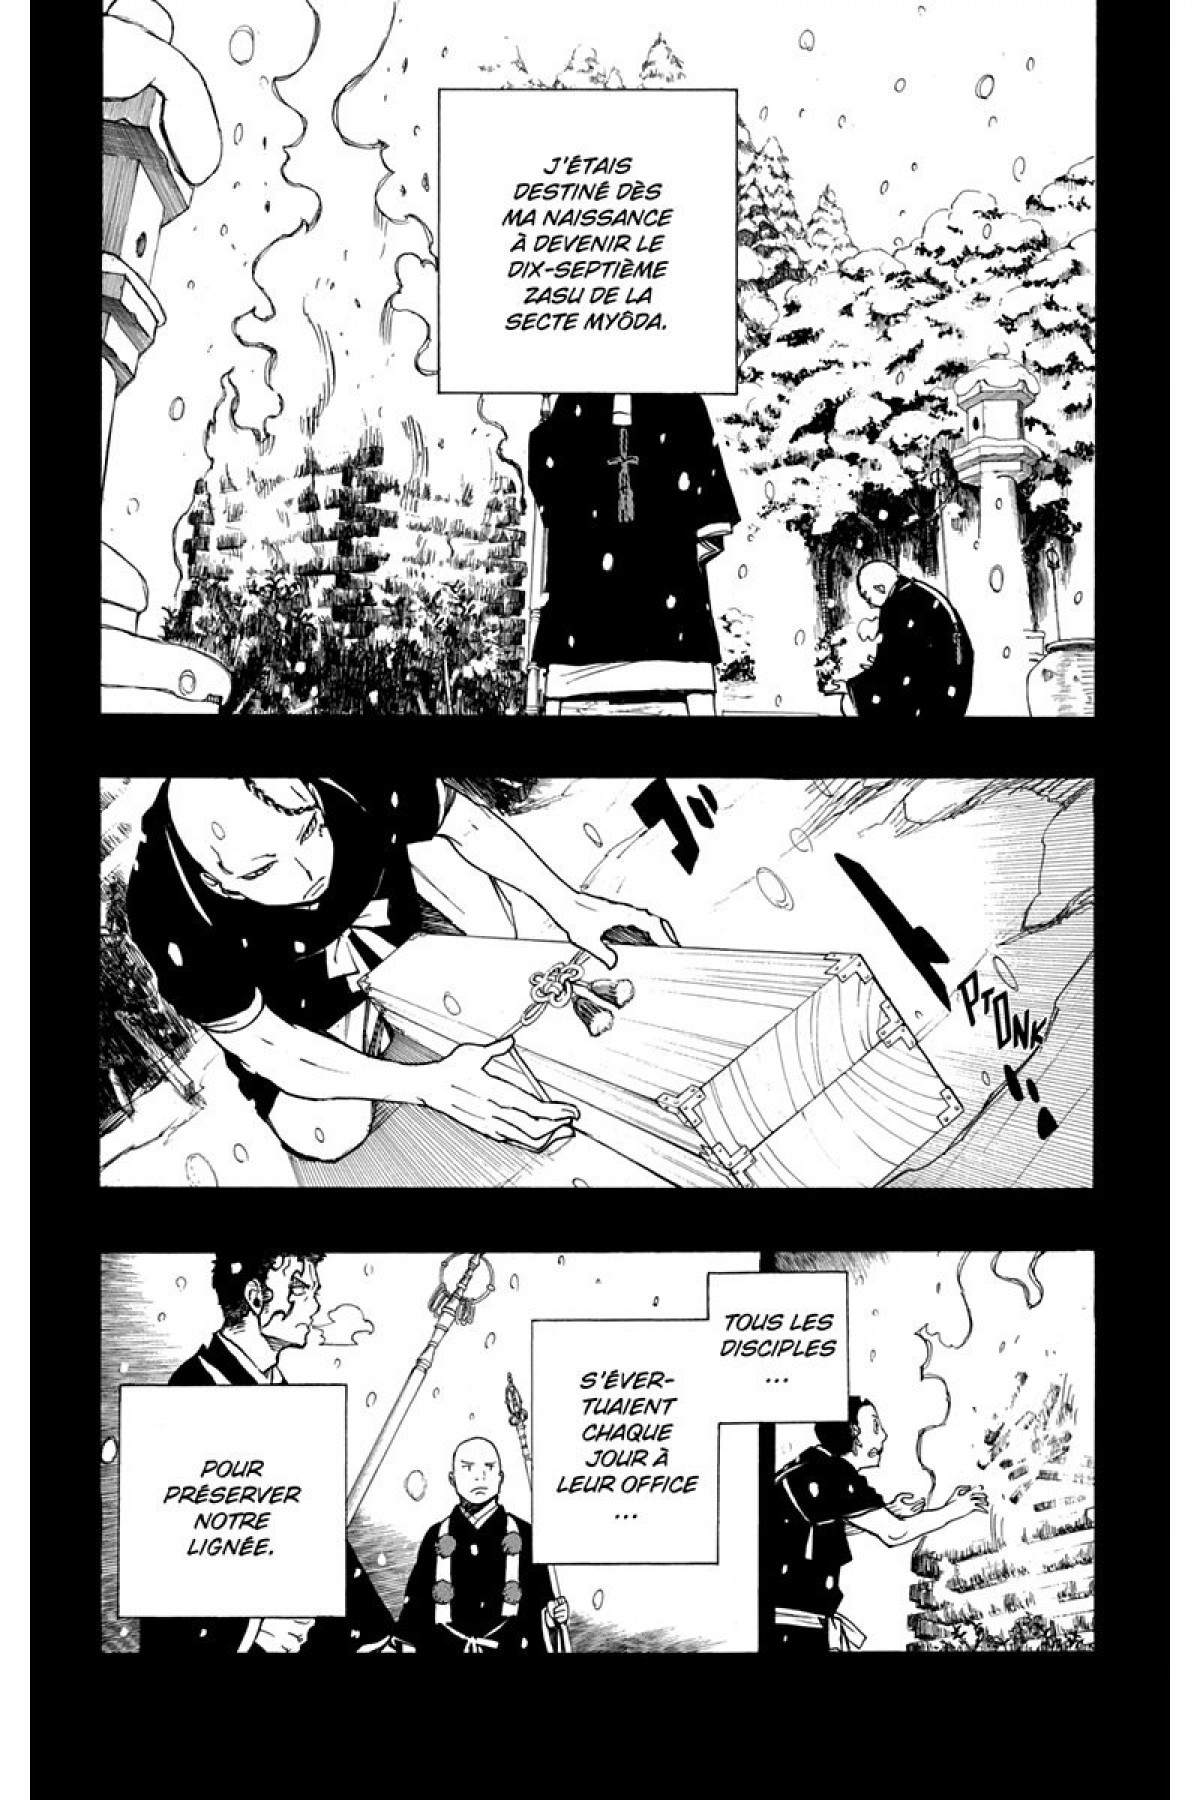 J'ÉTAIS
DESTINÉ DÈS
MA NAISSANCE
À DEVENIR LE
DIX-SEPTIÈME
ZASU DE LA
SECTE MYÔDA.
PTONK
TOUS LES
DISCIPLES
...
S'ÉVER-
TUAIENT
CHAQUE
JOUR À
LEUR OFFICE
...
POUR
PRÉSERVER
NOTRE
LIGNÉE.